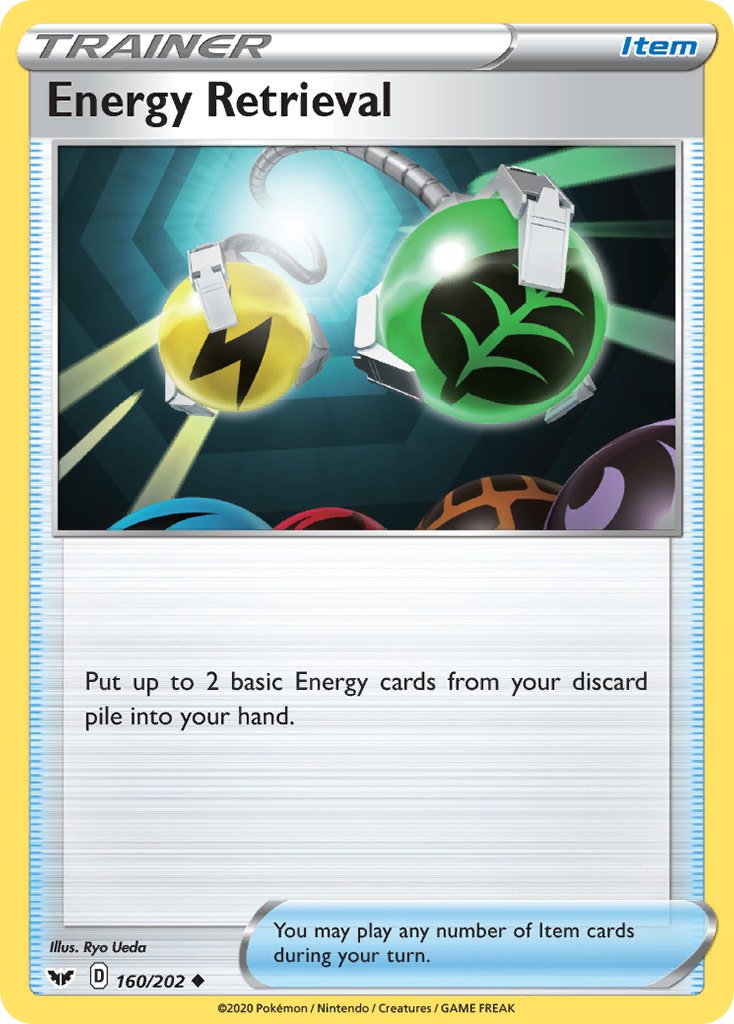 TRAINER
Item
Energy Retrieval
Put up to 2 basic Energy cards from your discard
pile into your hand.
You may play any number of Item cards
during your turn.
Illus. Ryo Ueda
D 160/202
©2020 Pokémon / Nintendo / Creatures / GAME FREAK